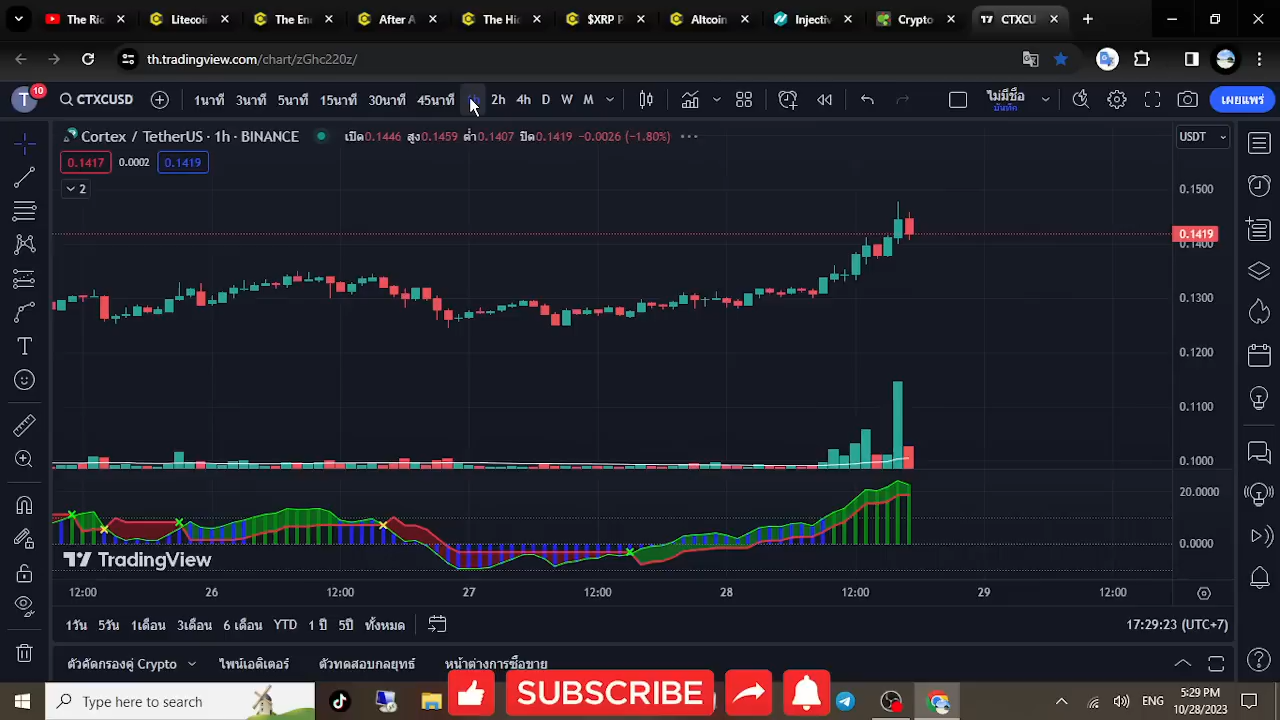 The Ric
Litecoin
The En
After A
The Hi
$XRP P
Altcoin
Injectiv
Crypto
CTXCU
th.tradingview.com/chart/zGhc220z/
T
10
CTXCUSD
1นาที 3นาที 5นาที 15นาที 30นาที 45นาที 1h 2h 4h D W M
ไม่มีชื่อ
บันทึก
เผยแพร่
Cortex / TetherUS · 1h · BINANCE
เปิด0.1446 สูง0.1459 ต่ำ0.1407 ปิด0.1419 -0.0026 (-1.80%)
USDT
0.1417 0.0002 0.1419
2
0.1500
0.1419
0.1400
0.1300
0.1200
0.1100
0.1000
20.0000
0.0000
TradingView
12:00 26 12:00 27 12:00 28 12:00 29 12:00
1วัน 5วัน 1เดือน 3เดือน 6 เดือน YTD 1 ปี 5ปี ทั้งหมด
17:29:23 (UTC+7)
ตัวคัดกรองคู่ Crypto ไพน์เอดิเตอร์ ตัวทดสอบกลยุทธ์ หน้าต่างการซื้อขาย
SUBSCRIBE
Type here to search
ENG
5:29 PM
10/28/2023